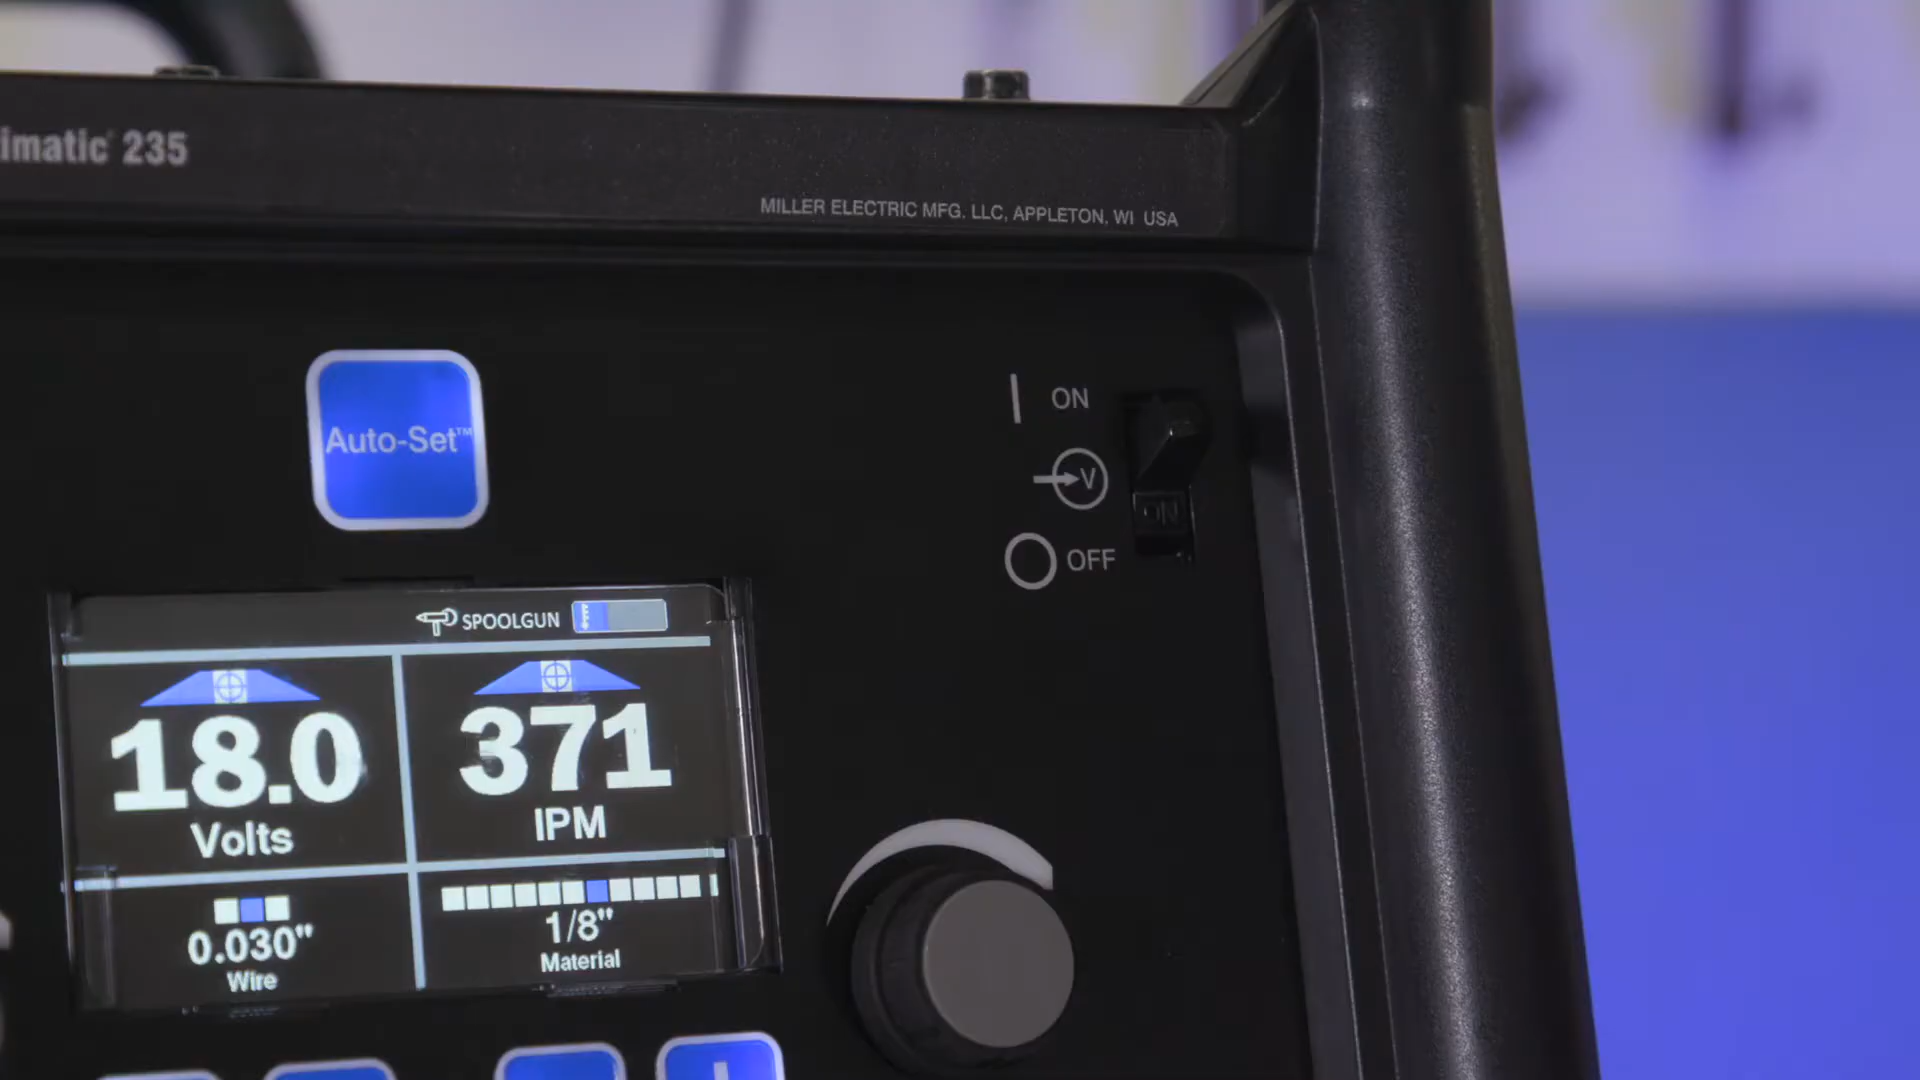 imatic 235
MILLER ELECTRIC MFG. LLC, APPLETON, WI USA
Auto-Set™
ON
V
ON
OFF
SPOOLGUN
18.0
Volts
371
IPM
0.030"
Wire
1/8"
Material